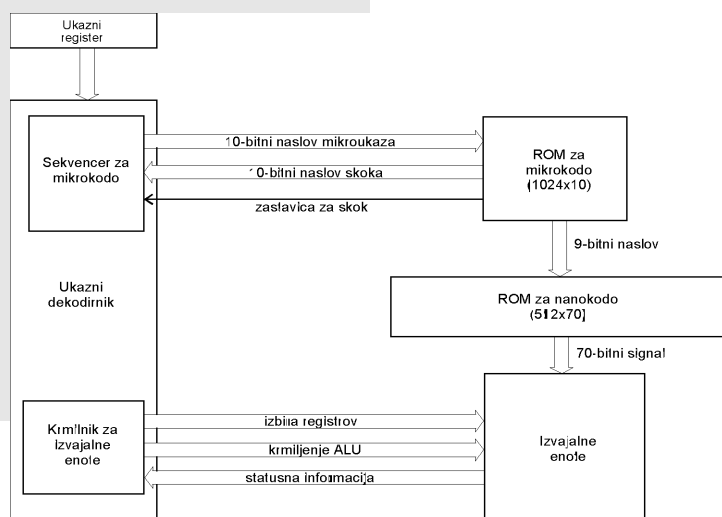 Ukazni
register
Sekvencer za
mikrokodo
10-bitni naslov mikroukaza
10-bitni naslov skoka
zastavica za skok
ROM za
mikrokodo
(1024x10)
9-bitni naslov
Ukazni
dekodirnik
ROM za nanokodo
(512x70)
70-bitni signal
Krmilnik za
izvajalne
enote
izbira registrov
krmiljenje ALU
statusna informacija
Izvajalne
enote